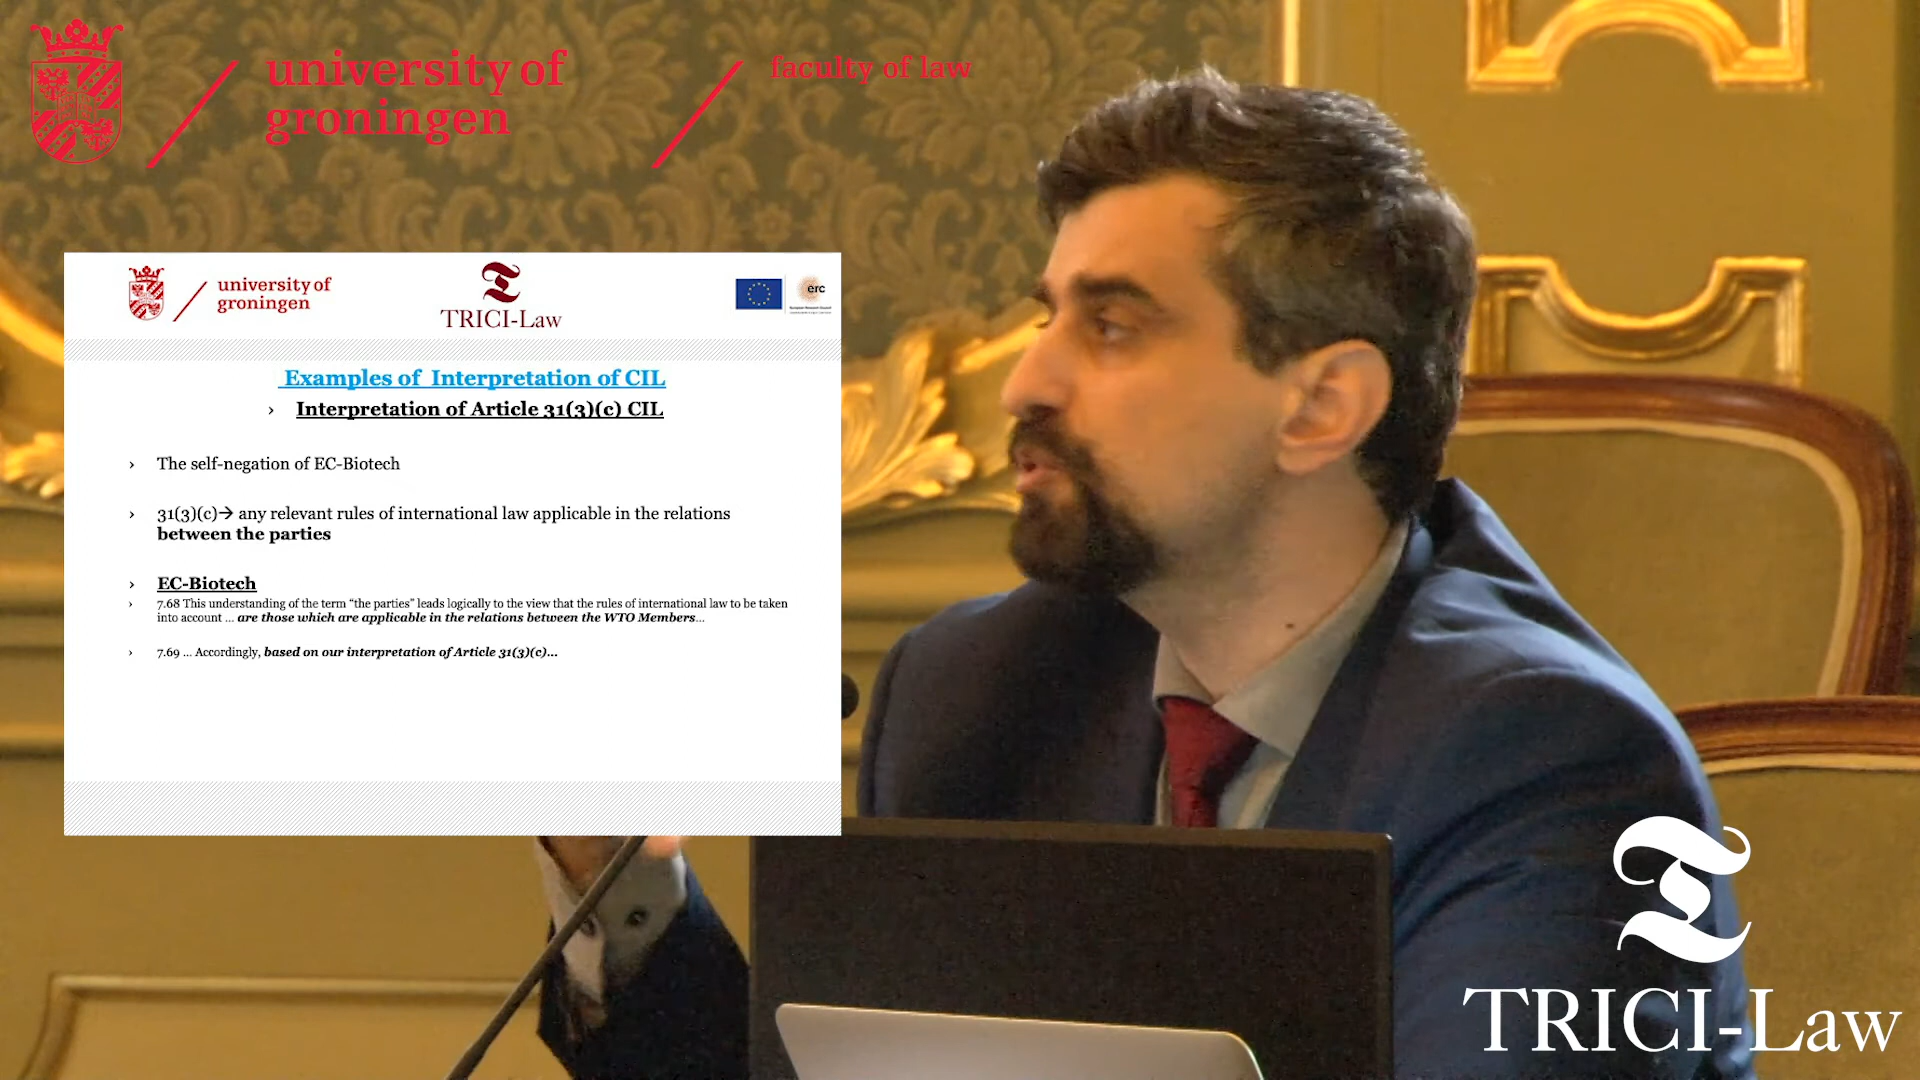 university of
groningen
faculty of law
university of
groningen
TRICI-Law
erc
Examples of Interpretation of CIL
› Interpretation of Article 31(3)(c) CIL
› The self-negation of EC-Biotech
› 31(3)(c)→ any relevant rules of international law applicable in the relations
between the parties
› EC-Biotech
› 7.68 This understanding of the term “the parties” leads logically to the view that the rules of international law to be taken
into account ... are those which are applicable in the relations between the WTO Members...
› 7.69 ... Accordingly, based on our interpretation of Article 31(3)(c)...
TRICI-Law